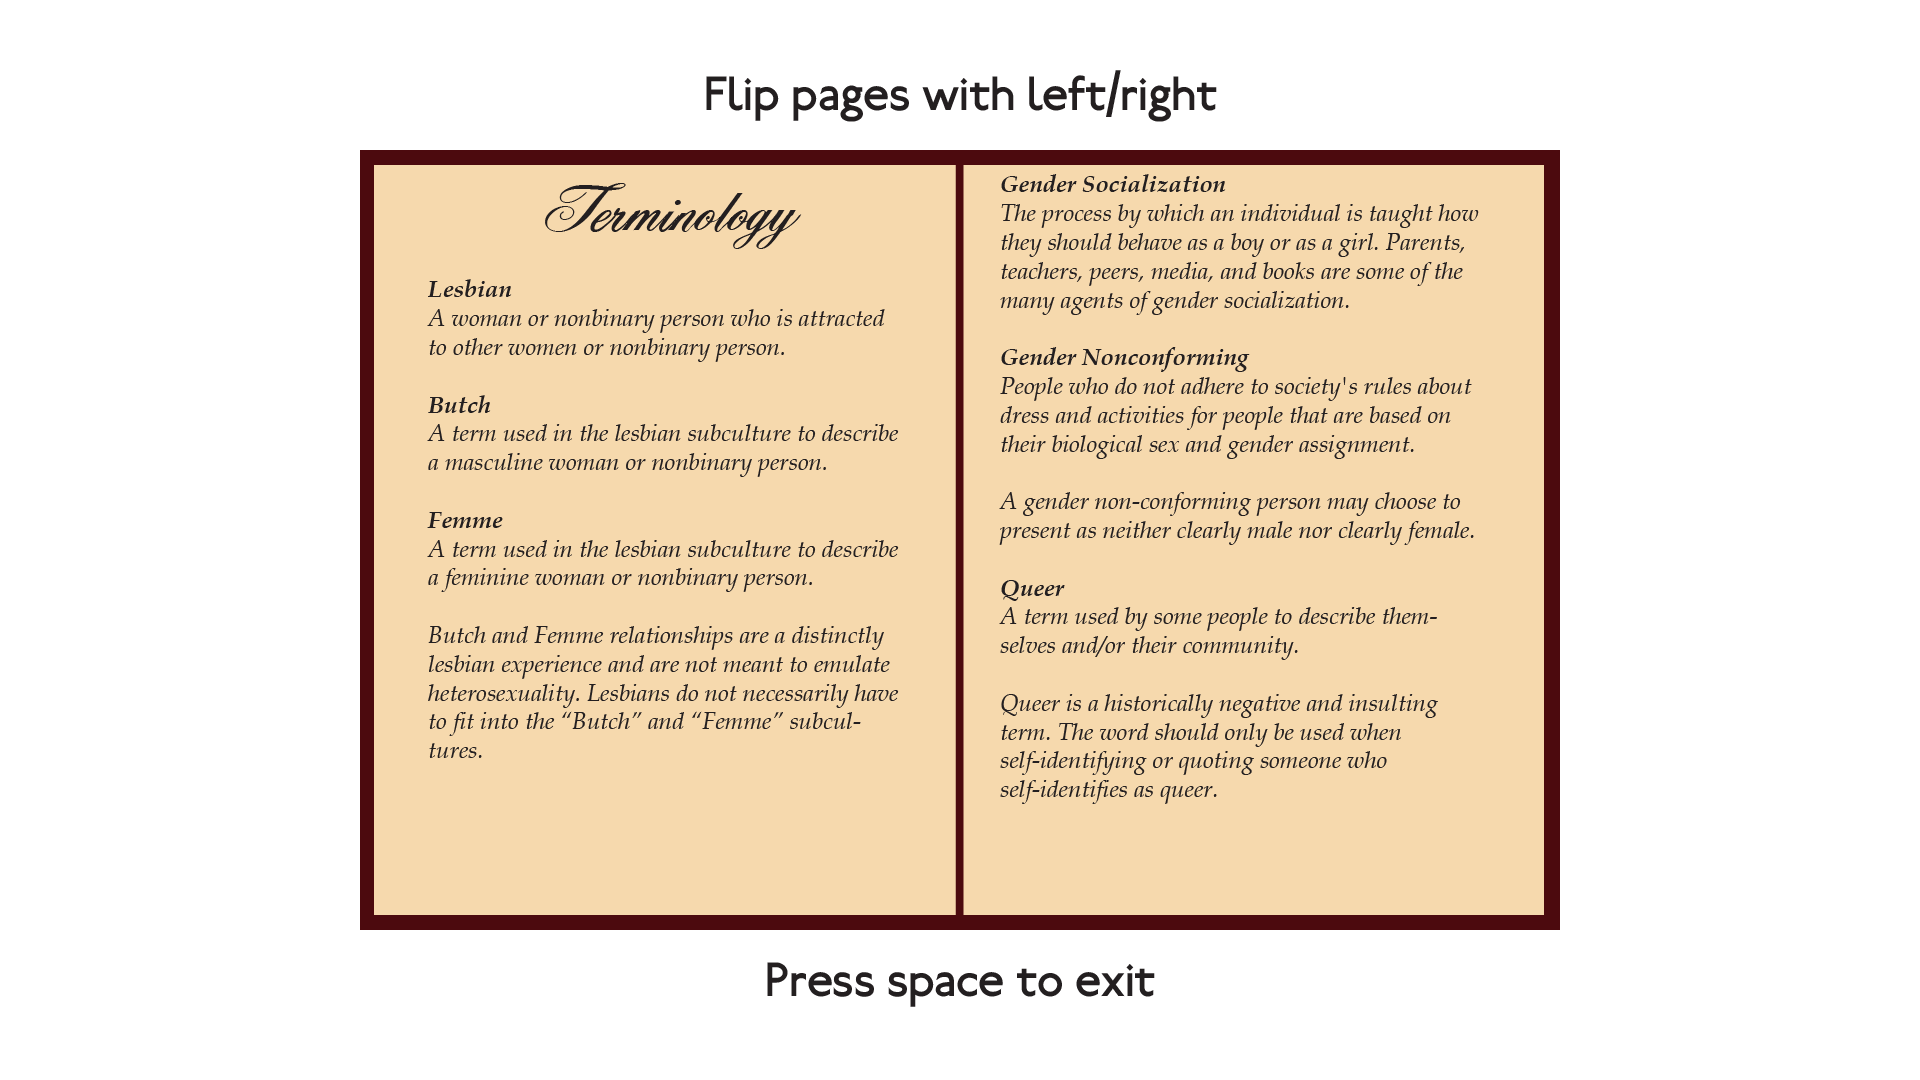 Flip pages with left/right
Terminology
Lesbian
A woman or nonbinary person who is attracted
to other women or nonbinary person.
Butch
A term used in the lesbian subculture to describe
a masculine woman or nonbinary person.
Femme
A term used in the lesbian subculture to describe
a feminine woman or nonbinary person.
Butch and Femme relationships are a distinctly
lesbian experience and are not meant to emulate
heterosexuality. Lesbians do not necessarily have
to fit into the “Butch” and “Femme” subcul-
tures.
Gender Socialization
The process by which an individual is taught how
they should behave as a boy or as a girl. Parents,
teachers, peers, media, and books are some of the
many agents of gender socialization.
Gender Nonconforming
People who do not adhere to society's rules about
dress and activities for people that are based on
their biological sex and gender assignment.
A gender non-conforming person may choose to
present as neither clearly male nor clearly female.
Queer
A term used by some people to describe them-
selves and/or their community.
Queer is a historically negative and insulting
term. The word should only be used when
self-identifying or quoting someone who
self-identifies as queer.
Press space to exit